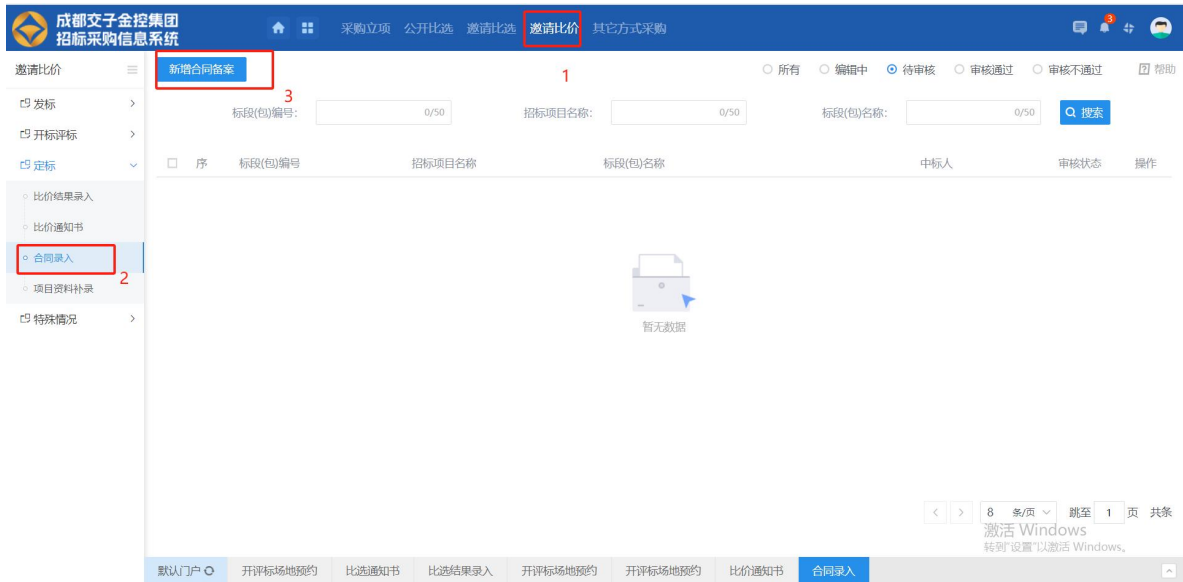 成都交子金控集团
招标采购信息系统
采购立项 公开比选 邀请比选 邀请比价 其它方式采购
3
邀请比价
新增合同备案
1
所有 编辑中 待审核 审核通过 审核不通过
帮助
发标
3
标段(包)编号: 0/50 招标项目名称: 0/50 标段(包)名称: 0/50 搜索
开标评标
定标
序 标段(包)编号 招标项目名称 标段(包)名称 中标人 审核状态 操作
比价结果录入
比价通知书
合同录入
2
项目资料补录
特殊情况
暂无数据
8 条/页 跳至 1 页 共条
激活 Windows
转到"设置"以激活 Windows。
默认门户 开评标场地预约 比选通知书 比选结果录入 开评标场地预约 开评标场地预约 比价通知书 合同录入